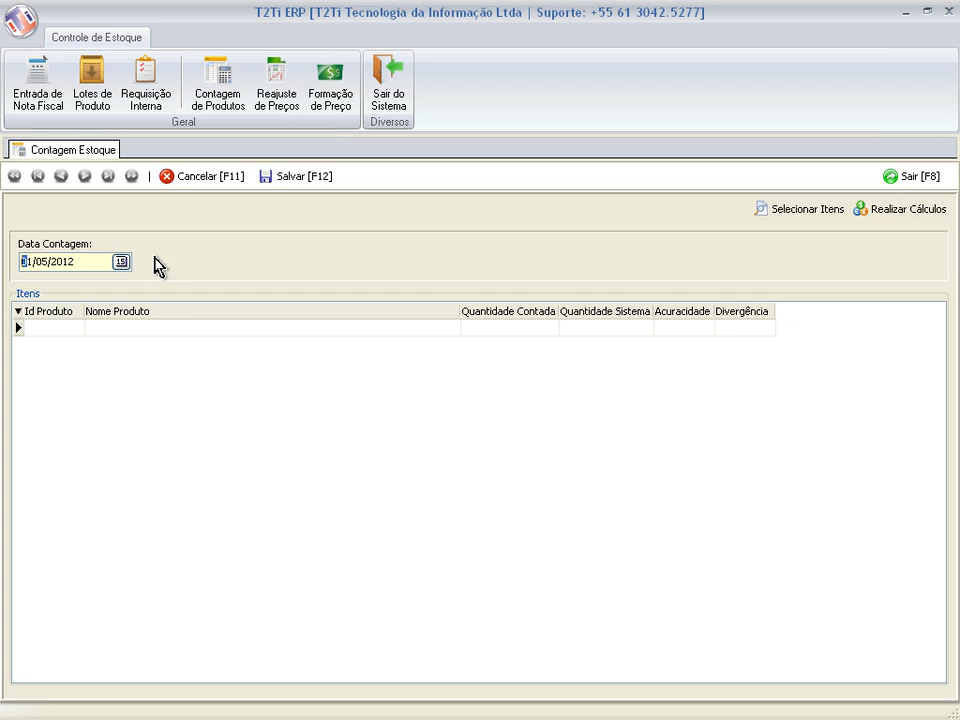 T2Ti ERP [T2Ti Tecnologia da Informação Ltda | Suporte: +55 61 3042.5277]
Controle de Estoque
Entrada de Nota Fiscal
Lotes de Produto
Requisição Interna
Contagem de Produtos
Reajuste de Preços
Formação de Preço
Sair do Sistema
Geral
Diversos
Contagem Estoque
| Cancelar [F11] Salvar [F12] Sair [F8]
Selecionar Itens Realizar Cálculos
Data Contagem:
31/05/2012 15
Itens
Id Produto Nome Produto Quantidade Contada Quantidade Sistema Acuracidade Divergência